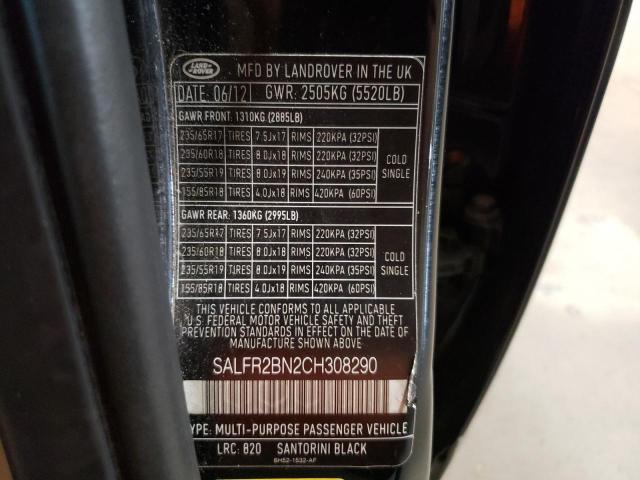 LAND ROVER
MFD BY LANDROVER IN THE UK
DATE: 06/12 GWR: 2505KG (5520LB)
GAWR FRONT: 1310KG (2885LB)
235/65R17 TIRES 7.5Jx17 RIMS 220KPA (32PSI)
235/60R18 TIRES 8.0Jx18 RIMS 220KPA (32PSI)
235/55R19 TIRES 8.0Jx19 RIMS 240KPA (35PSI)
155/85R18 TIRES 4.0Jx18 RIMS 420KPA (60PSI)
COLD SINGLE
GAWR REAR: 1360KG (2995LB)
235/65R17 TIRES 7.5Jx17 RIMS 220KPA (32PSI)
235/60R18 TIRES 8.0Jx18 RIMS 220KPA (32PSI)
235/55R19 TIRES 8.0Jx19 RIMS 240KPA (35PSI)
155/85R18 TIRES 4.0Jx18 RIMS 420KPA (60PSI)
COLD SINGLE
THIS VEHICLE CONFORMS TO ALL APPLICABLE
U.S. FEDERAL MOTOR VEHICLE SAFETY AND THEFT
PREVENTION STANDARDS IN EFFECT ON THE DATE OF
MANUFACTURE SHOWN ABOVE
SALFR2BN2CH308290
TYPE: MULTI-PURPOSE PASSENGER VEHICLE
LRC: 820 SANTORINI BLACK
6H52-1532-AF